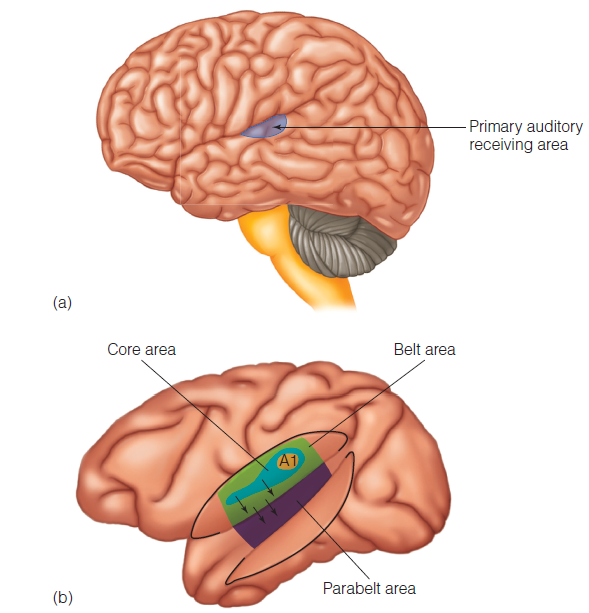 Primary auditory
receiving area
(a)
Core area
Belt area
A1
Parabelt area
(b)